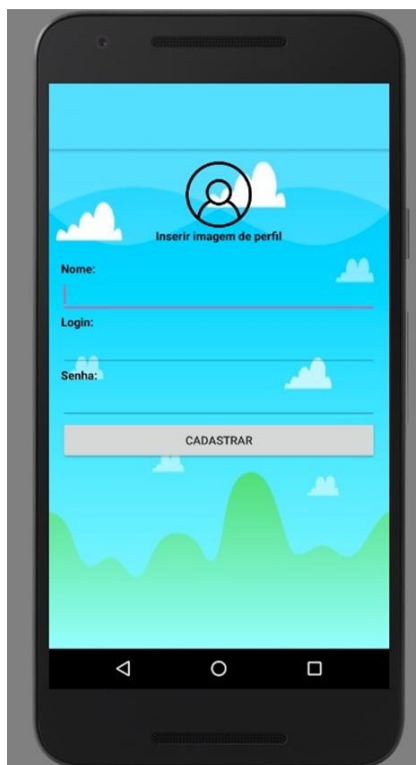 Inserir imagem de perfil
Nome:
Login:
Senha:
CADASTRAR